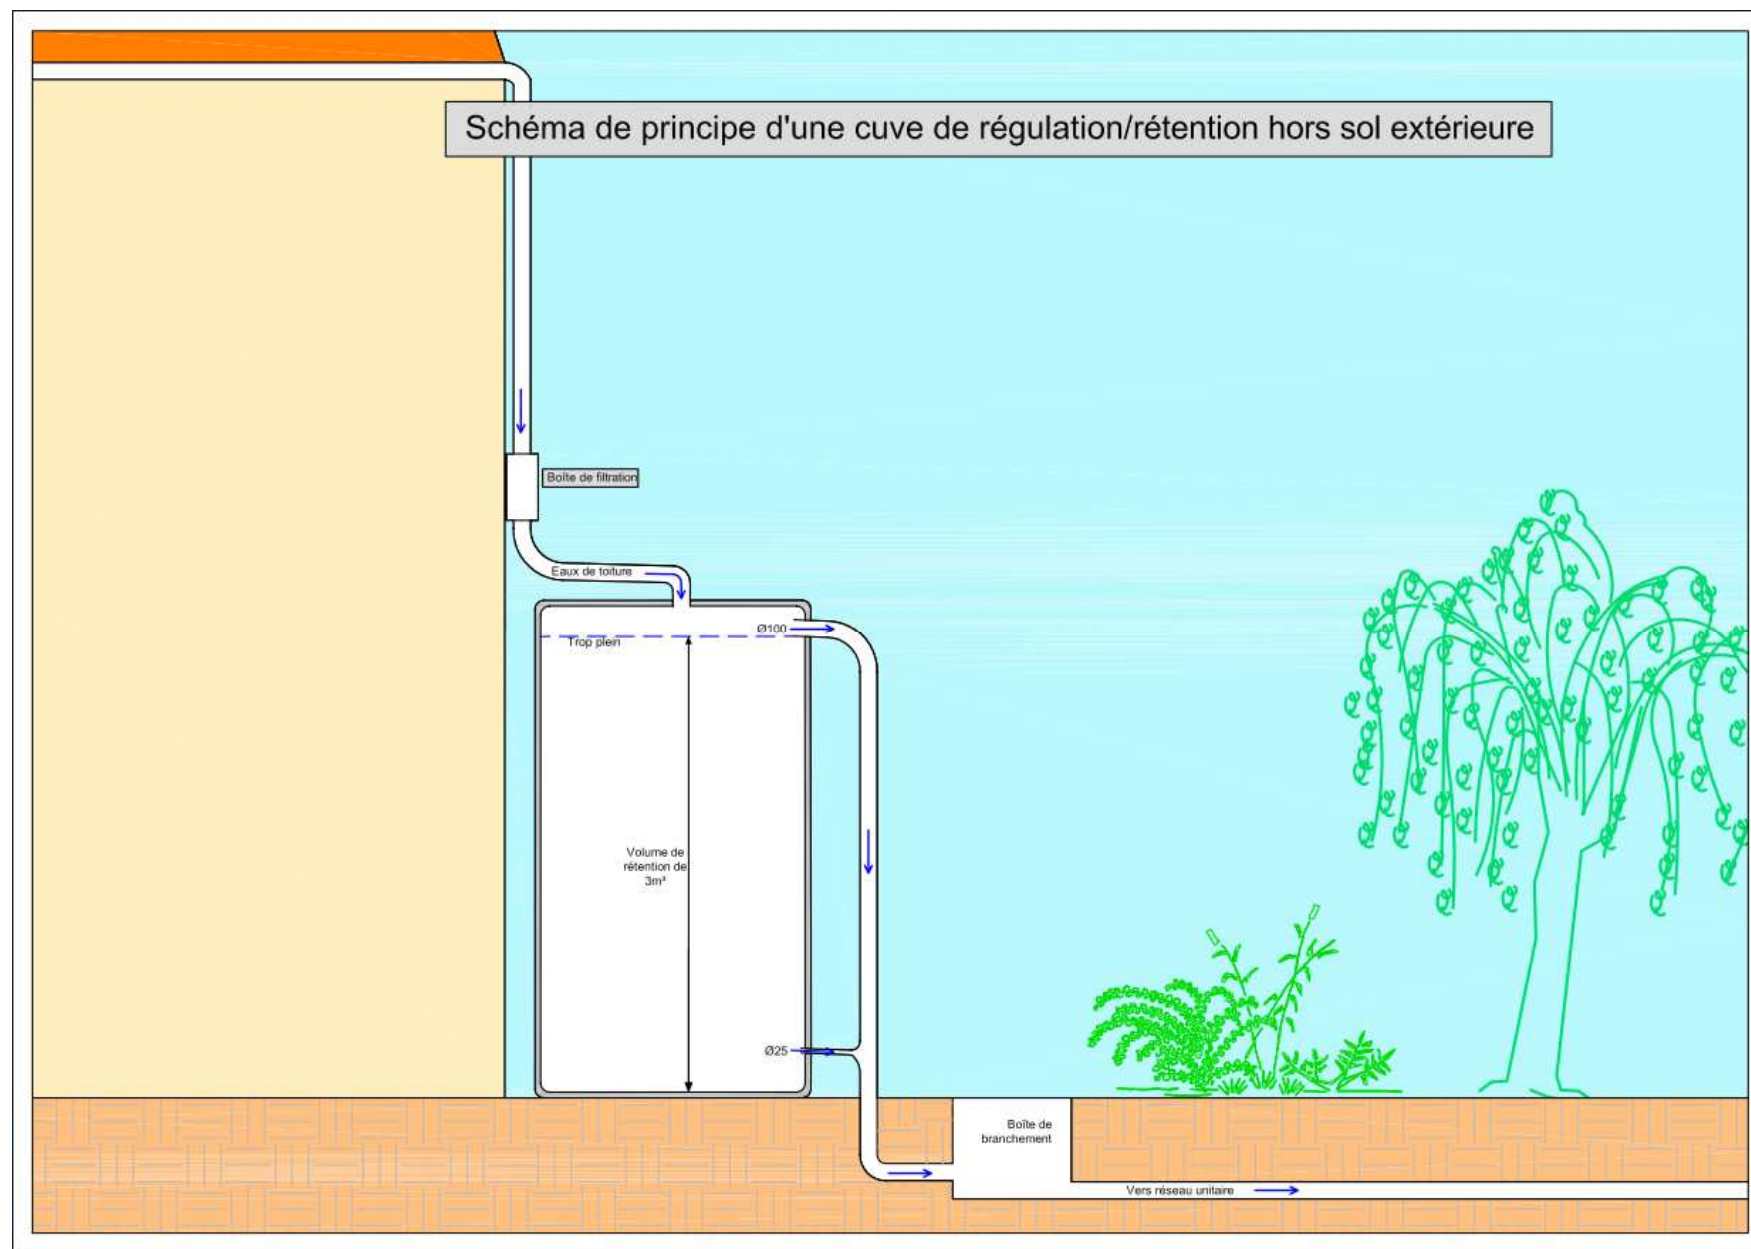 Schéma de principe d'une cuve de régulation/rétention hors sol extérieure
Boîte de filtration
Eaux de toiture
Ø100
Trop plein
Volume de
rétention de
3m³
Ø25
Boîte de
branchement
Vers réseau unitaire